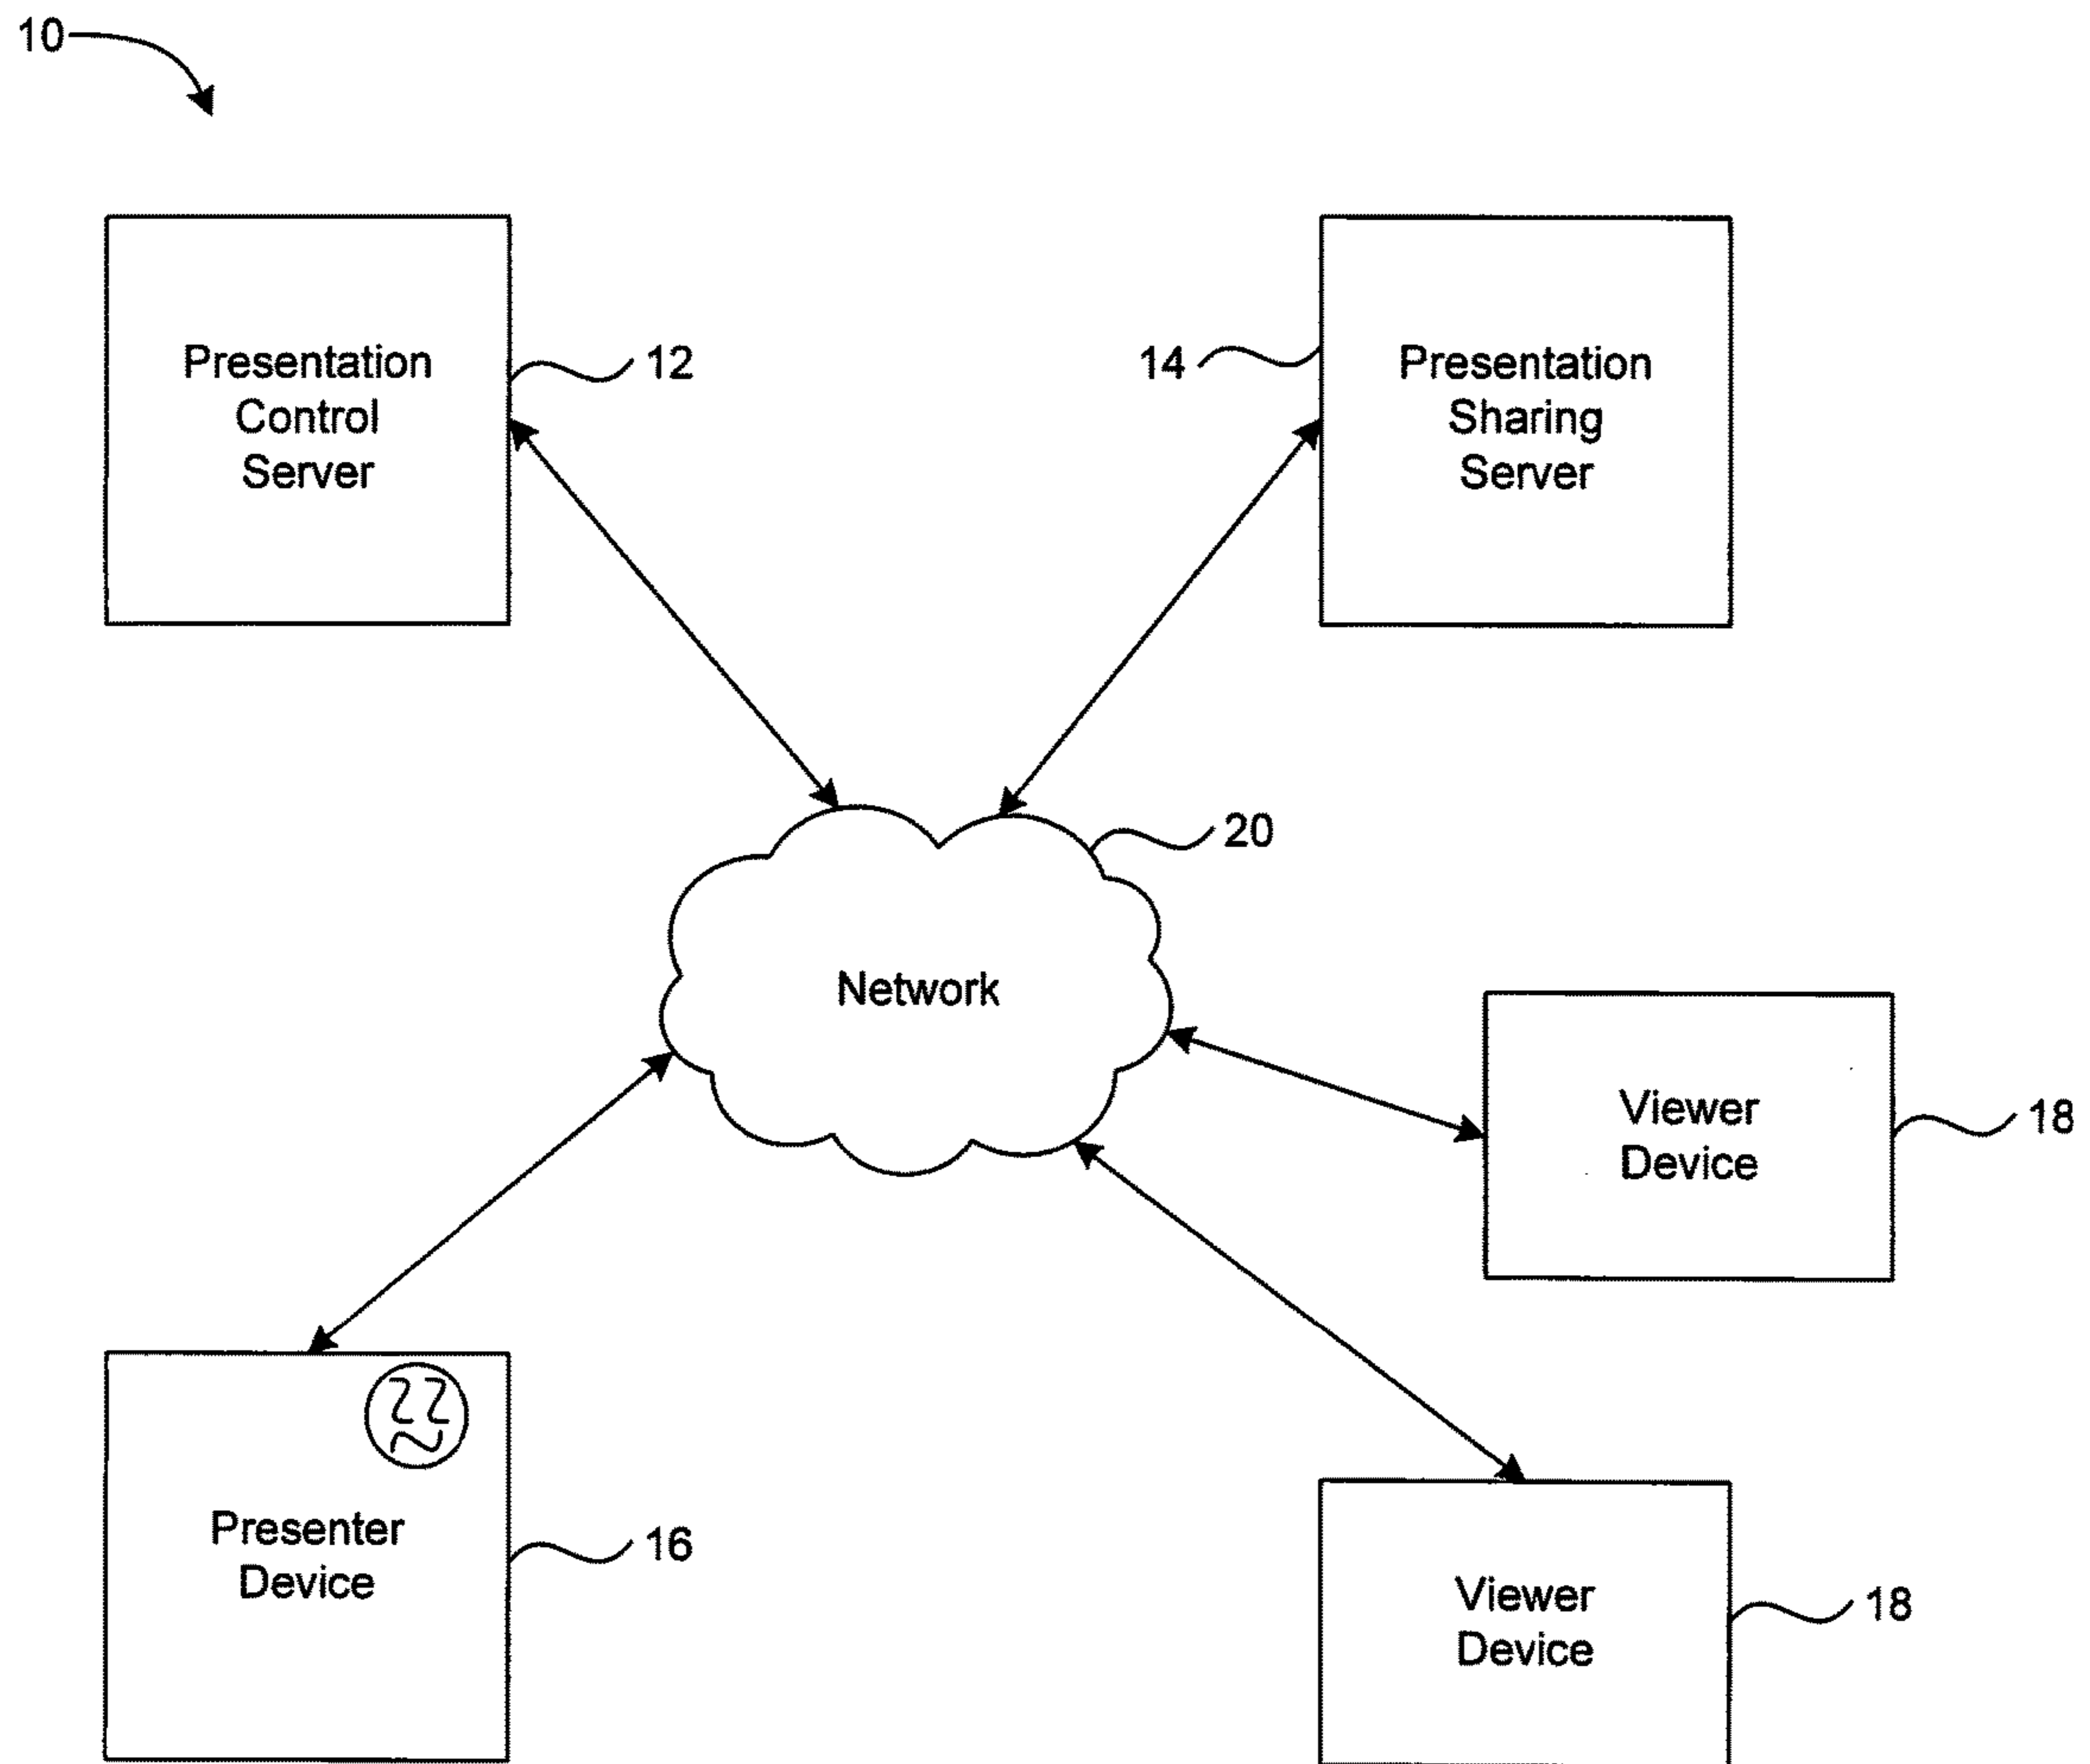 10
Presentation
Control
Server
12
14
Presentation
Sharing
Server
20
Network
Viewer
Device
18
Presenter
Device
16
Viewer
Device
18